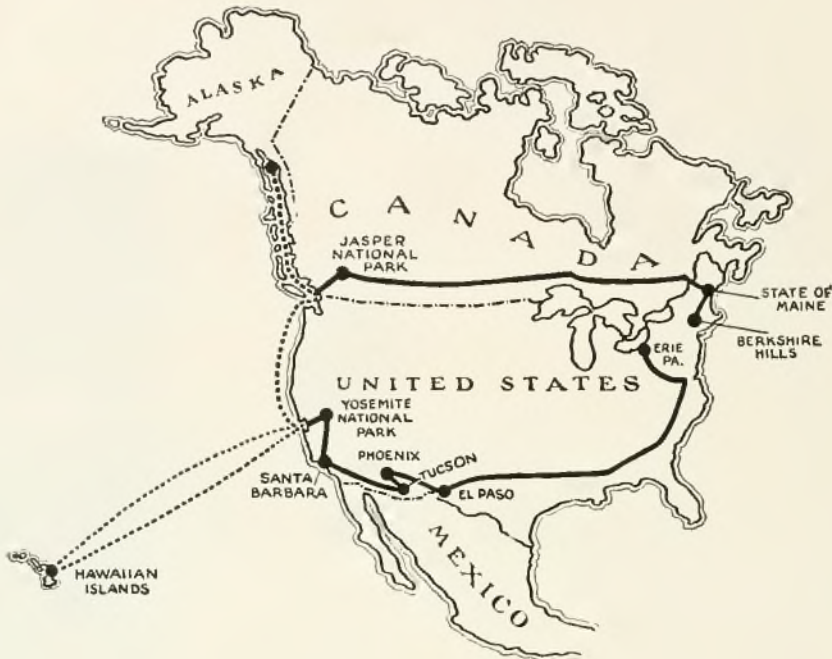 ALASKA
CANADA
JASPER
NATIONAL
PARK
STATE OF
MAINE
BERKSHIRE
HILLS
ERIE
PA.
UNITED STATES
YOSEMITE
NATIONAL
PARK
PHOENIX
TUCSON
SANTA
BARBARA
EL PASO
MEXICO
HAWAIIAN
ISLANDS